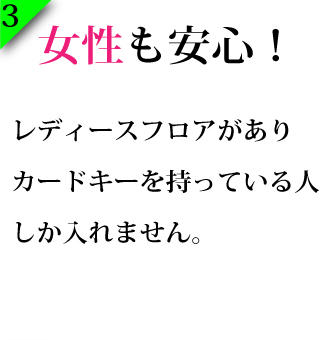 3
女性も安心！
レディースフロアがあり
カードキーを持っている人
しか入れません。